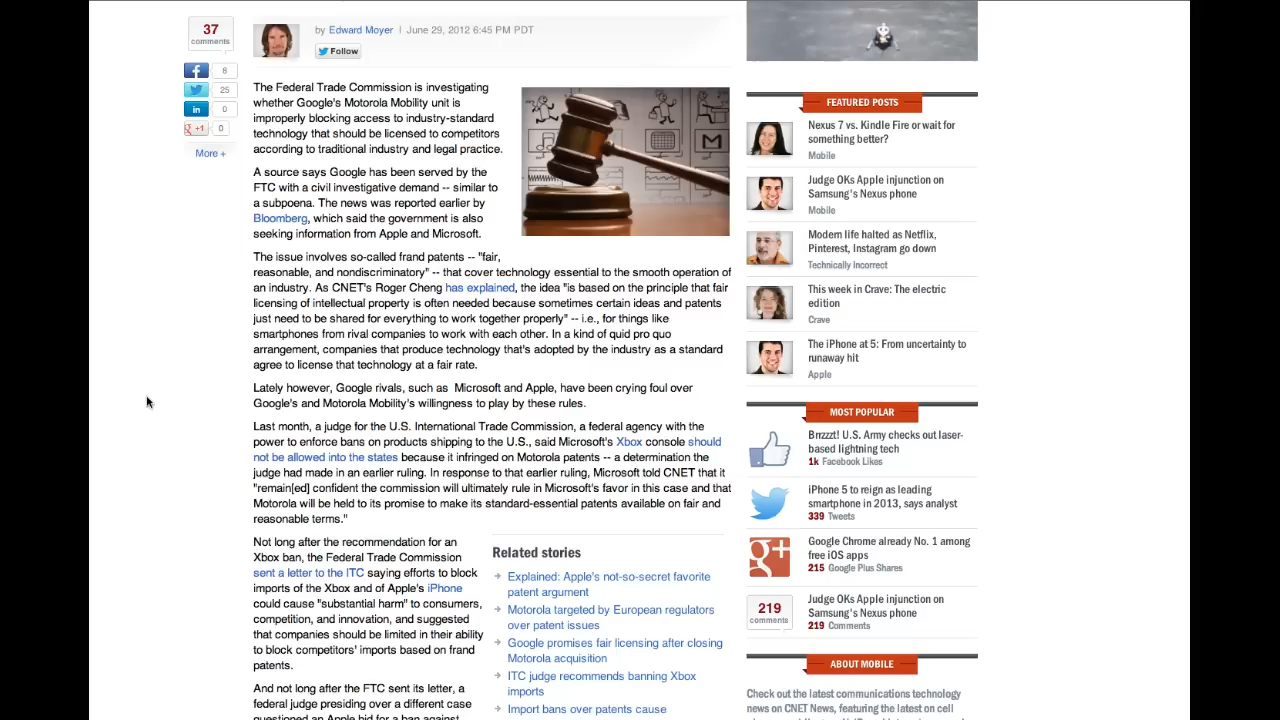 37
comments
8
25
0
0
More +
by Edward Moyer | June 29, 2012 6:45 PM PDT
Follow
The Federal Trade Commission is investigating
whether Google's Motorola Mobility unit is
improperly blocking access to industry-standard
technology that should be licensed to competitors
according to traditional industry and legal practice.
A source says Google has been served by the
FTC with a civil investigative demand -- similar to
a subpoena. The news was reported earlier by
Bloomberg, which said the government is also
seeking information from Apple and Microsoft.
The issue involves so-called frand patents -- "fair,
reasonable, and nondiscriminatory" -- that cover technology essential to the smooth operation of
an industry. As CNET's Roger Cheng has explained, the idea "is based on the principle that fair
licensing of intellectual property is often needed because sometimes certain ideas and patents
just need to be shared for everything to work together properly" -- i.e., for things like
smartphones from rival companies to work with each other. In a kind of quid pro quo
arrangement, companies that produce technology that's adopted by the industry as a standard
agree to license that technology at a fair rate.
Lately however, Google rivals, such as Microsoft and Apple, have been crying foul over
Google's and Motorola Mobility's willingness to play by these rules.
Last month, a judge for the U.S. International Trade Commission, a federal agency with the
power to enforce bans on products shipping to the U.S., said Microsoft's Xbox console should
not be allowed into the states because it infringed on Motorola patents -- a determination the
judge had made in an earlier ruling. In response to that earlier ruling, Microsoft told CNET that it
"remain[ed] confident the commission will ultimately rule in Microsoft's favor in this case and that
Motorola will be held to its promise to make its standard-essential patents available on fair and
reasonable terms."
Not long after the recommendation for an
Xbox ban, the Federal Trade Commission
sent a letter to the ITC saying efforts to block
imports of the Xbox and of Apple's iPhone
could cause "substantial harm" to consumers,
competition, and innovation, and suggested
that companies should be limited in their ability
to block competitors' imports based on frand
patents.
And not long after the FTC sent its letter, a
federal judge presiding over a different case
questioned an Apple bid for a ban against
Related stories
Explained: Apple's not-so-secret favorite
patent argument
Motorola targeted by European regulators
over patent issues
Google promises fair licensing after closing
Motorola acquisition
ITC judge recommends banning Xbox
imports
Import bans over patents cause
FEATURED POSTS
Nexus 7 vs. Kindle Fire or wait for
something better?
Mobile
Judge OKs Apple injunction on
Samsung's Nexus phone
Mobile
Modern life halted as Netflix,
Pinterest, Instagram go down
Technically Incorrect
This week in Crave: The electric
edition
Crave
The iPhone at 5: From uncertainty to
runaway hit
Apple
MOST POPULAR
Brrzzzt! U.S. Army checks out laser-
based lightning tech
1k Facebook Likes
iPhone 5 to reign as leading
smartphone in 2013, says analyst
339 Tweets
Google Chrome already No. 1 among
free iOS apps
215 Google Plus Shares
219
comments
Judge OKs Apple injunction on
Samsung's Nexus phone
219 Comments
ABOUT MOBILE
Check out the latest communications technology
news on CNET News, featuring the latest on cell